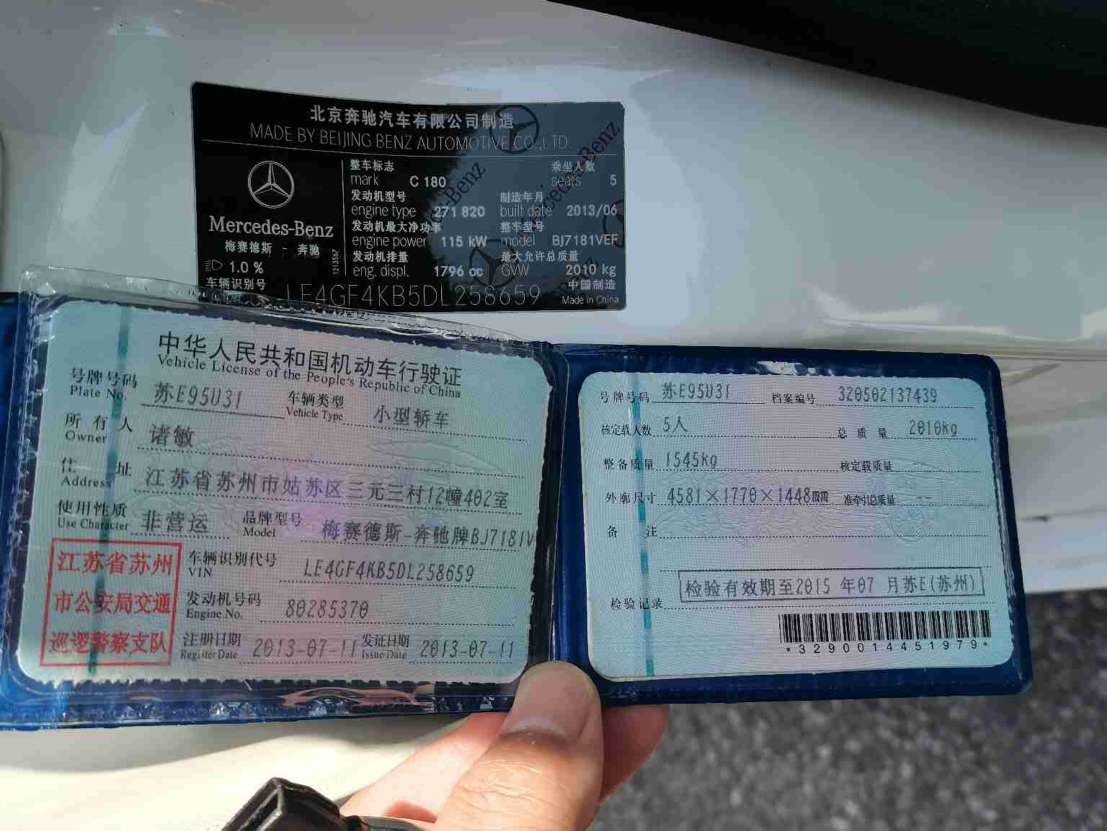 北京奔驰汽车有限公司制造
MADE BY BEIJING BENZ AUTOMOTIVE CO., LTD.
Mercedes-Benz
梅赛德斯 - 奔驰
1.0 %
整车标志 乘坐人数
mark C 180 seats 5
发动机型号 制造年月
engine type 271 820 built date 2013/06
发动机最大净功率 整车型号
engine power 115 kW model BJ7181VEF
发动机排量 最大允许总质量
eng. displ. 1796 cc GVW 2010 kg
车辆识别号 中国制造
LE4GF4KB5DL258659 Made in China
Benz
Benz
中华人民共和国机动车行驶证
Vehicle License of the People's Republic of China
号牌号码 苏E95U31 车辆类型 小型轿车
Plate No. Vehicle Type
所有人 诸敏
Owner
住址 江苏省苏州市姑苏区三元三村12幢402室
Address
使用性质 非营运 品牌型号 梅赛德斯-奔驰牌BJ7181V
Use Character Model
江苏省苏州
市公安局交通
巡逻警察支队
车辆识别代号 LE4GF4KB5DL258659
VIN
发动机号码 80285370
Engine No.
注册日期 2013-07-11 发证日期 2013-07-11
Register Date Issue Date
号牌号码 苏E95U31 档案编号 320502137439
核定载人数 5人 总质量 2010kg
整备质量 1545kg 核定载质量 --
外廓尺寸 4581×1770×1448mm 准牵引总质量 --
备注
检验记录 检验有效期至2015年07月苏E(苏州)
*3290014451979*